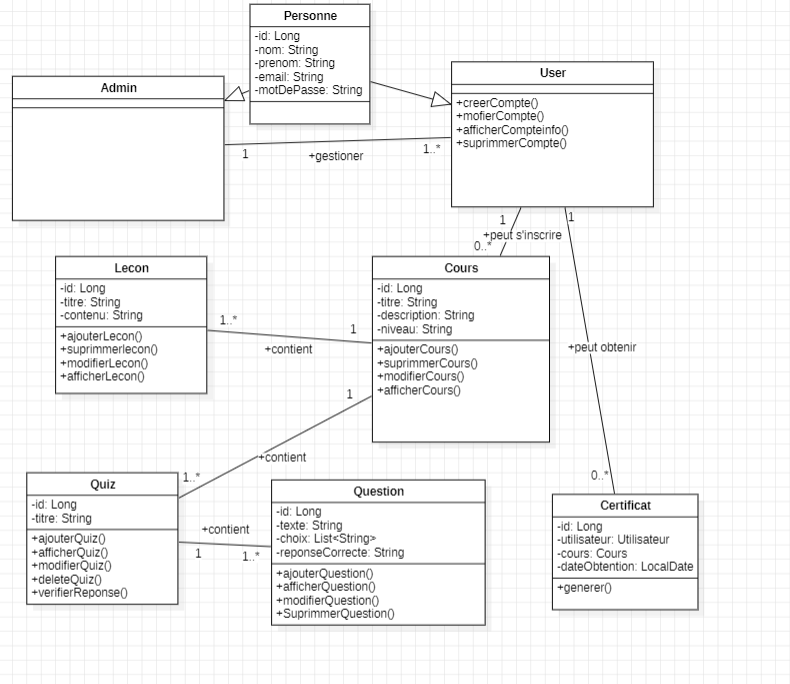 Personne
-id: Long
-nom: String
-prenom: String
-email: String
-motDePasse: String
Admin
User
+creerCompte()
+mofierCompte()
+afficherCompteinfo()
+suprimmerCompte()
1
+gestioner
1..*
1
+peut s'inscrire
0..*
1
+peut obtenir
0..*
Lecon
-id: Long
-titre: String
-contenu: String
+ajouterLecon()
+suprimmerlecon()
+modifierLecon()
+afficherLecon()
1..*
+contient
1
Cours
-id: Long
-titre: String
-description: String
-niveau: String
+ajouterCours()
+suprimmerCours()
+modifierCours()
+afficherCours()
1
+contient
1..*
Quiz
-id: Long
-titre: String
+ajouterQuiz()
+afficherQuiz()
+modifierQuiz()
+deleteQuiz()
+verifierReponse()
+contient
1
1..*
Question
-id: Long
-texte: String
-choix: List<String>
-reponseCorrecte: String
+ajouterQuestion()
+afficherQuestion()
+modifierQuestion()
+SuprimmerQuestion()
Certificat
-id: Long
-utilisateur: Utilisateur
-cours: Cours
-dateObtention: LocalDate
+generer()